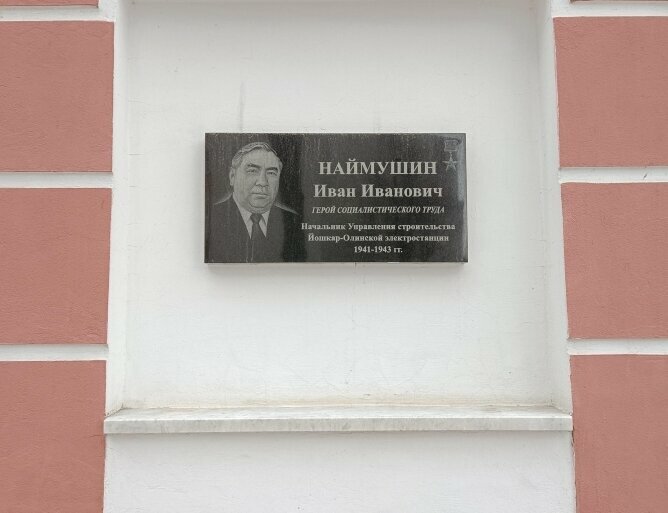 НАЙМУШИН
Иван Иванович
ГЕРОЙ СОЦИАЛИСТИЧЕСКОГО ТРУДА
Начальник Управления строительства
Йошкар-Олинской электростанции
1941-1943 гг.